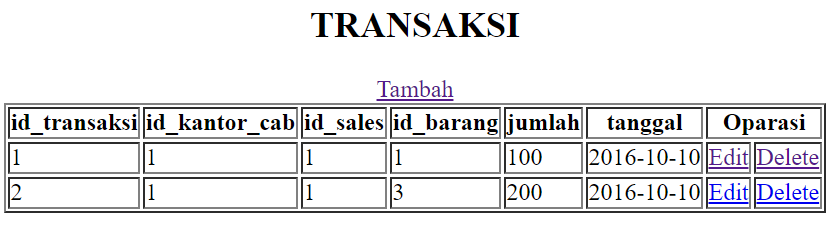 TRANSAKSI
Tambah
id_transaksi id_kantor_cab id_sales id_barang jumlah tanggal Oparasi
1 1 1 1 100 2016-10-10 Edit Delete
2 1 1 3 200 2016-10-10 Edit Delete